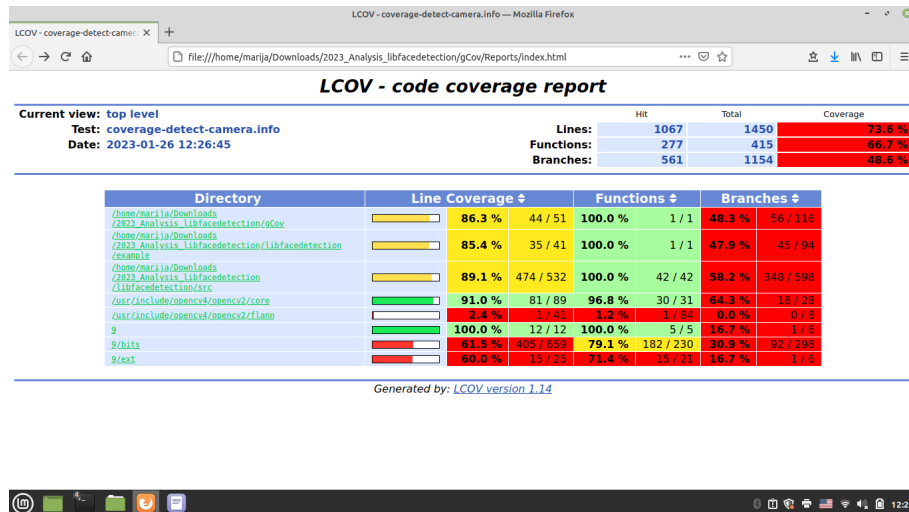 LCOV - coverage-detect-camera.info — Mozilla Firefox
LCOV - coverage-detect-camer
file:///home/marija/Downloads/2023_Analysis_libfacedetection/gCov/Reports/index.html
LCOV - code coverage report
Current view: top level
Hit Total Coverage
Test: coverage-detect-camera.info
Lines: 1067 1450 73.6 %
Date: 2023-01-26 12:26:45
Functions: 277 415 66.7 %
Branches: 561 1154 48.6 %
Directory Line Coverage Functions Branches
/home/marija/Downloads
/2023_Analysis_libfacedetection/gCov
86.3 % 44 / 51 100.0 % 1 / 1 48.3 % 56 / 116
/home/marija/Downloads
/2023_Analysis_libfacedetection/libfacedetection
/example
85.4 % 35 / 41 100.0 % 1 / 1 47.9 % 45 / 94
/home/marija/Downloads
/2023_Analysis_libfacedetection
/libfacedetection/src
89.1 % 474 / 532 100.0 % 42 / 42 58.2 % 348 / 598
/usr/include/opencv4/opencv2/core 91.0 % 81 / 89 96.8 % 30 / 31 64.3 % 18 / 28
/usr/include/opencv4/opencv2/flann 2.4 % 1 / 41 1.2 % 1 / 84 0.0 % 0 / 8
9 100.0 % 12 / 12 100.0 % 5 / 5 16.7 % 1 / 6
9/bits 61.5 % 405 / 659 79.1 % 182 / 230 30.9 % 92 / 298
9/ext 60.0 % 15 / 25 71.4 % 15 / 21 16.7 % 1 / 6
Generated by: LCOV version 1.14